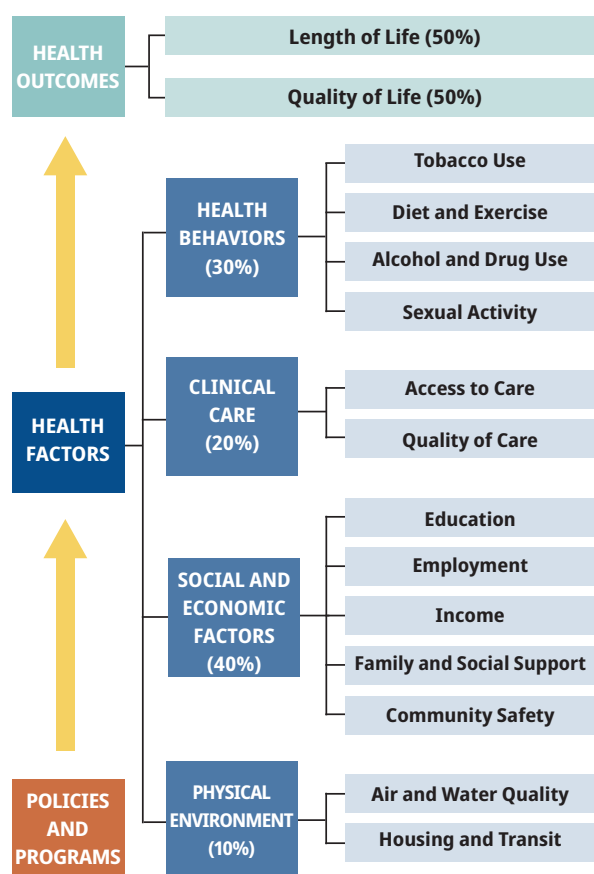 HEALTH
OUTCOMES
Length of Life (50%)
Quality of Life (50%)
HEALTH
FACTORS
HEALTH
BEHAVIORS
(30%)
Tobacco Use
Diet and Exercise
Alcohol and Drug Use
Sexual Activity
CLINICAL
CARE
(20%)
Access to Care
Quality of Care
SOCIAL AND
ECONOMIC
FACTORS
(40%)
Education
Employment
Income
Family and Social Support
Community Safety
PHYSICAL
ENVIRONMENT
(10%)
Air and Water Quality
Housing and Transit
POLICIES
AND
PROGRAMS